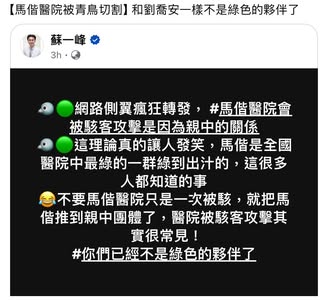 【馬偕醫院被青鳥切割】和劉喬安一樣不是綠色的夥伴了
蘇一峰
3h
🐟🟢網路側翼瘋狂轉發， #馬偕醫院會
被駭客攻擊是因為親中的關係
🐟🟢這理論真的讓人發笑，馬偕是全國
醫院中最綠的一群綠到出汁的，這很多
人都知道的事
😂不要馬偕醫院只是一次被駭，就把馬
偕推到親中團體了，醫院被駭客攻擊其
實很常見！
#你們已經不是綠色的夥伴了